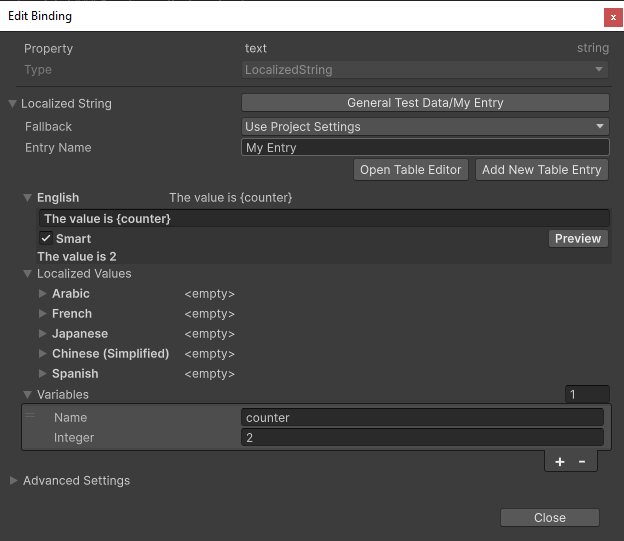 Edit Binding
x
Property text string
Type LocalizedString
Localized String General Test Data/My Entry
Fallback Use Project Settings
Entry Name My Entry
Open Table Editor Add New Table Entry
English The value is {counter}
The value is {counter}
Smart Preview
The value is 2
Localized Values
Arabic <empty>
French <empty>
Japanese <empty>
Chinese (Simplified) <empty>
Spanish <empty>
Variables 1
Name counter
Integer 2
+ -
Advanced Settings
Close